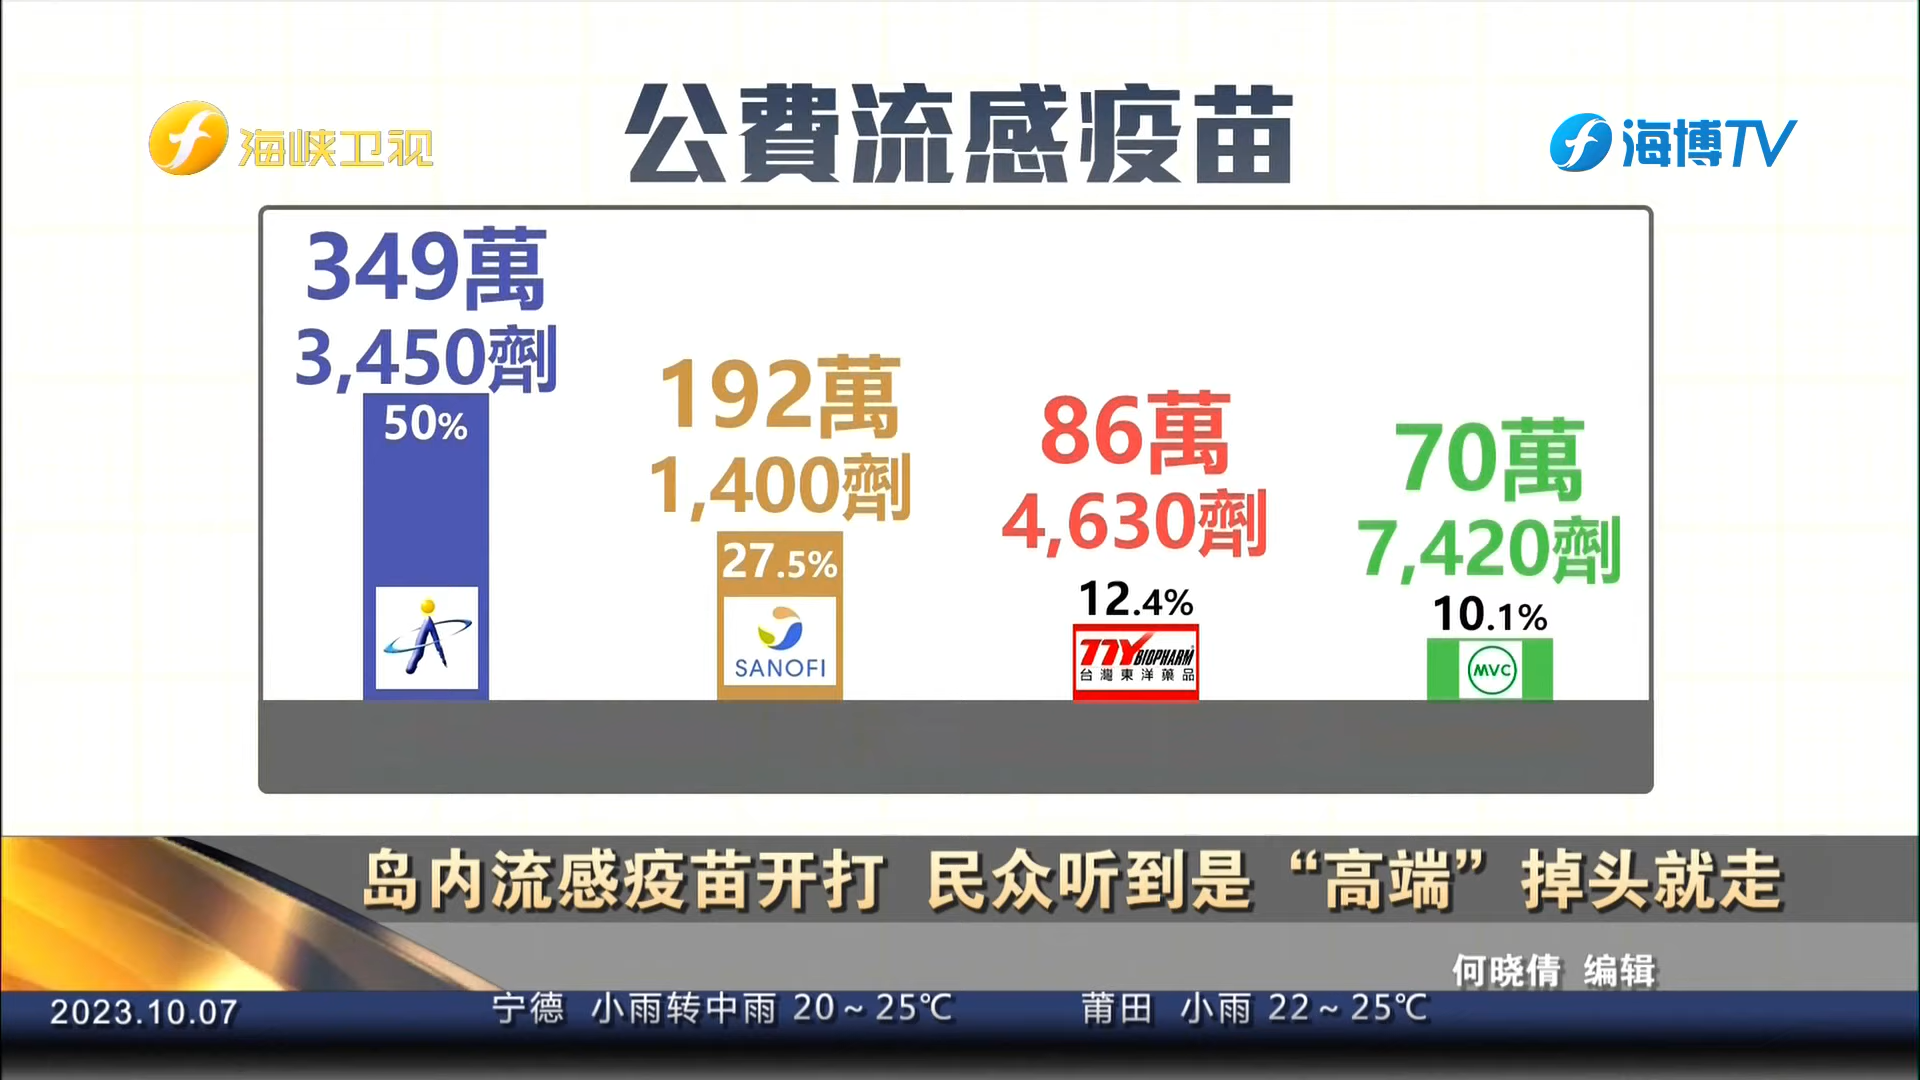 公費流感疫苗
海峡卫视
海博TV
349萬
3,450劑
50%
192萬
1,400劑
27.5%
SANOFI
86萬
4,630劑
12.4%
TTY BIOPHARM
台灣東洋藥品
70萬
7,420劑
10.1%
MVC
岛内流感疫苗开打 民众听到是“高端”掉头就走
何晓倩 编辑
2023.10.07
宁德 小雨转中雨 20～25℃
莆田 小雨 22～25℃